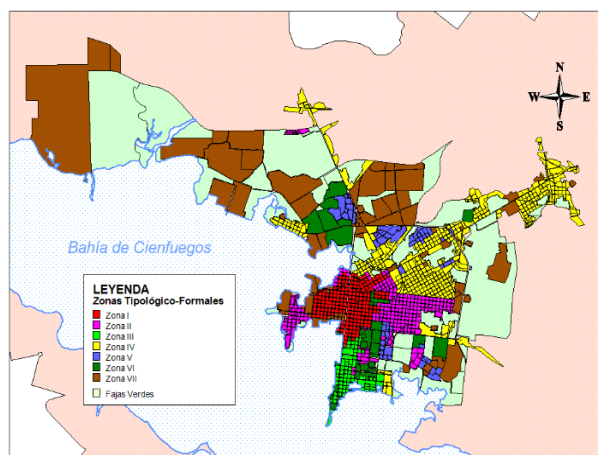 N
W E
S
Bahía de Cienfuegos
LEYENDA
Zonas Tipológico-Formales
Zona I
Zona II
Zona III
Zona IV
Zona V
Zona VI
Zona VII
Fajas Verdes